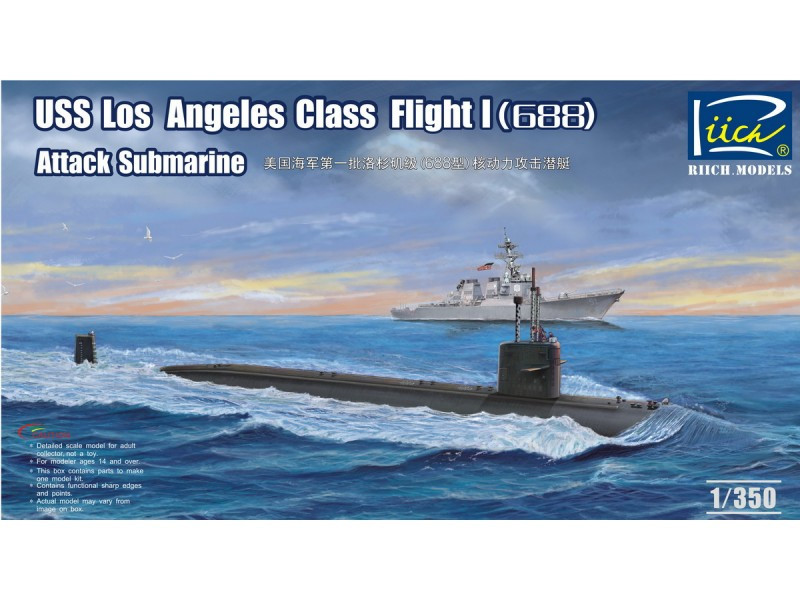 USS Los Angeles Class Flight I (688)
Attack Submarine 美国海军第一批洛杉矶级(688型)核动力攻击潜艇
Riich ®
RIICH.MODELS
* Detailed scale model for adult
collector, not a toy.
* For modeler ages 14 and over.
* This box contains parts to make
one model kit.
* Contains functional sharp edges
and points.
* Actual model may vary from
image on box.
1/350